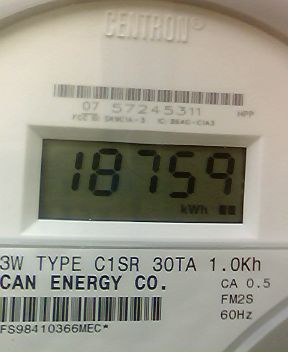 CENTRON®
07 57245311 HPP
18759
kWh
3W TYPE C1SR 30TA 1.0Kh
CAN ENERGY CO. CA 0.5
FM2S
60Hz
FS98410366MEC*